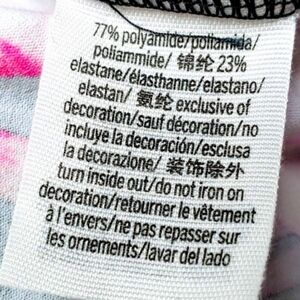 77% polyamide/poliamida/
poliammide/ 锦纶 23%
elastane/élasthanne/elastano/
elastan/ 氨纶 exclusive of
decoration/sauf décoration/no
incluye la decoración/esclusa
la decorazione/ 装饰除外
turn inside out/do not iron on
decoration/retourner le vêtement
à l'envers/ne pas repasser sur
les ornements/lavar del lado